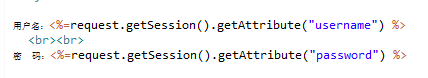 用户名: <%=request.getSession().getAttribute("username") %>
<br><br>
密  码: <%=request.getSession().getAttribute("password") %>